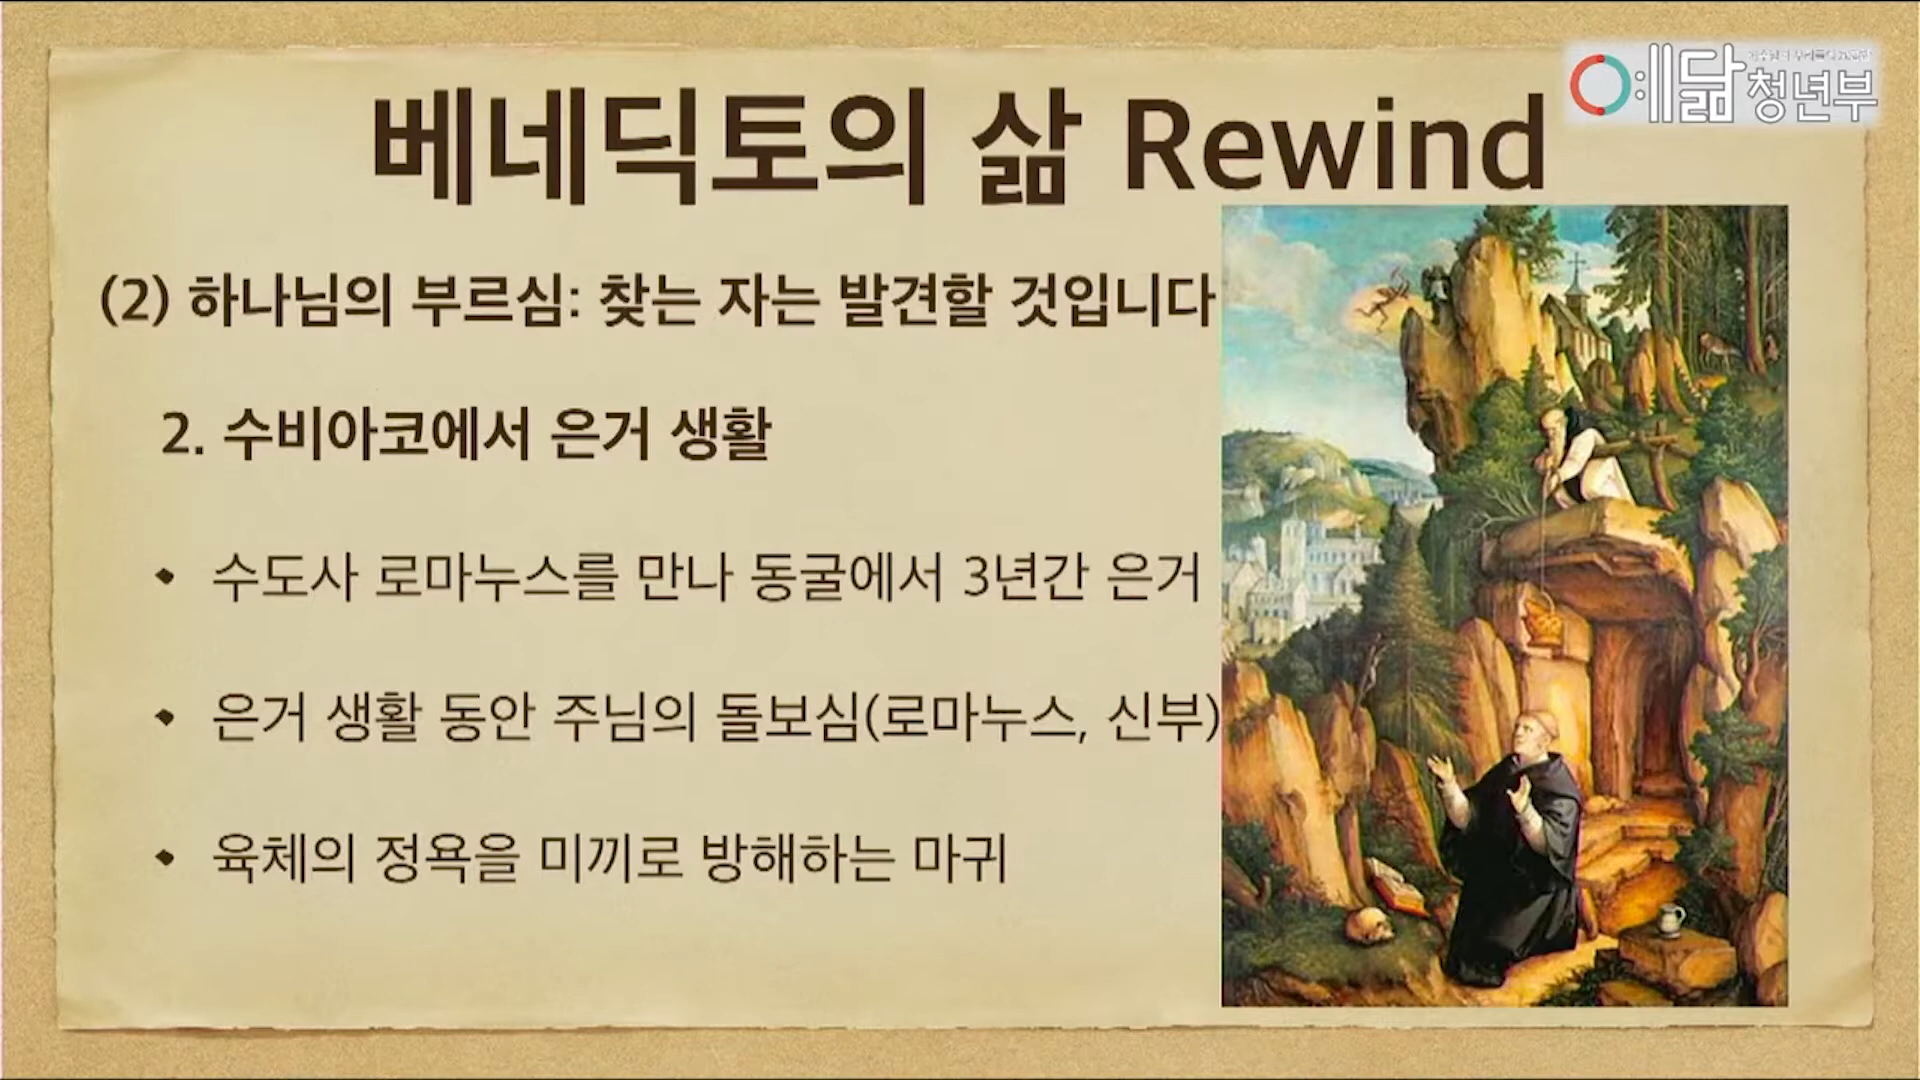 예닮 청년부
베네딕토의 삶 Rewind
(2) 하나님의 부르심: 찾는 자는 발견할 것입니다
2. 수비아코에서 은거 생활
• 수도사 로마누스를 만나 동굴에서 3년간 은거
• 은거 생활 동안 주님의 돌보심(로마누스, 신부)
• 육체의 정욕을 미끼로 방해하는 마귀